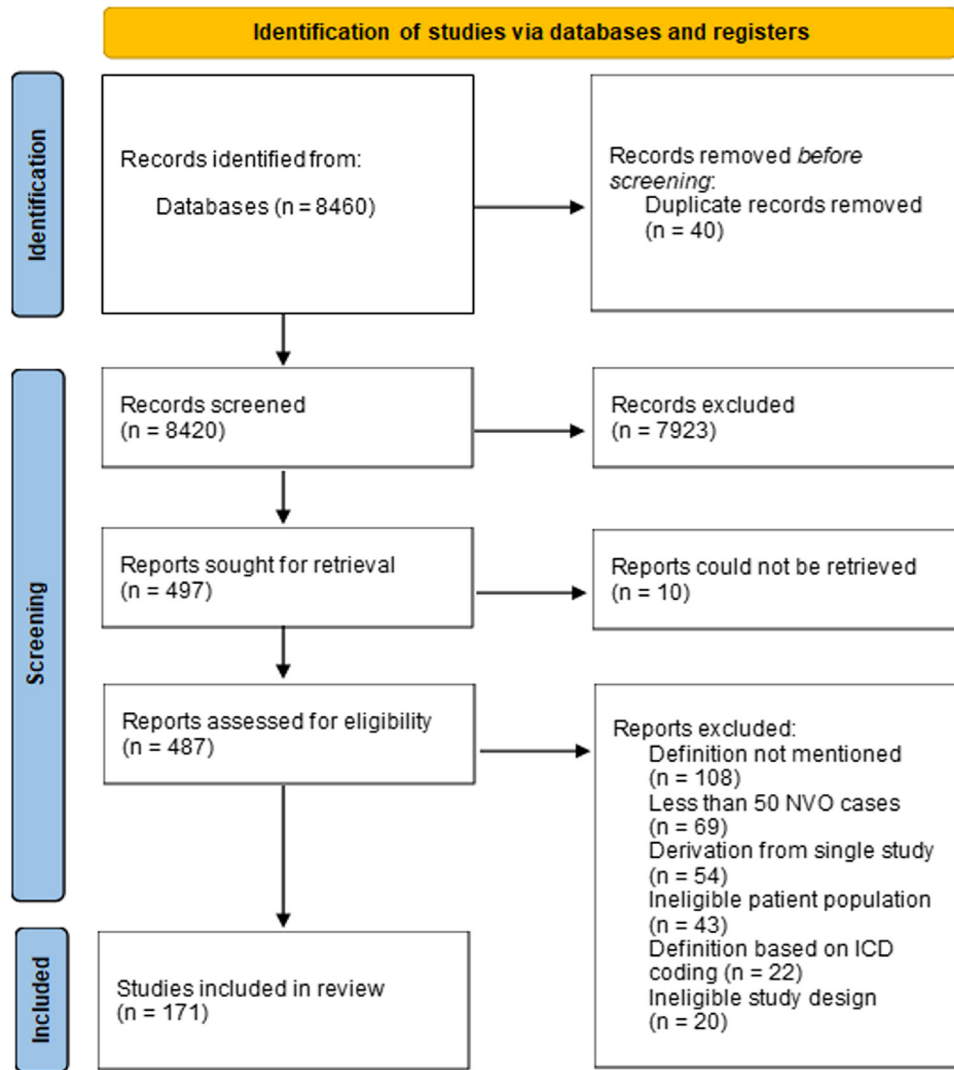 Identification of studies via databases and registers
Identification
Records identified from:
Databases (n = 8460)
Records removed before
screening:
Duplicate records removed
(n = 40)
Screening
Records screened
(n = 8420)
Records excluded
(n = 7923)
Reports sought for retrieval
(n = 497)
Reports could not be retrieved
(n = 10)
Reports assessed for eligibility
(n = 487)
Reports excluded:
Definition not mentioned
(n = 108)
Less than 50 NVO cases
(n = 69)
Derivation from single study
(n = 54)
Ineligible patient population
(n = 43)
Definition based on ICD
coding (n = 22)
Ineligible study design
(n = 20)
Included
Studies included in review
(n = 171)